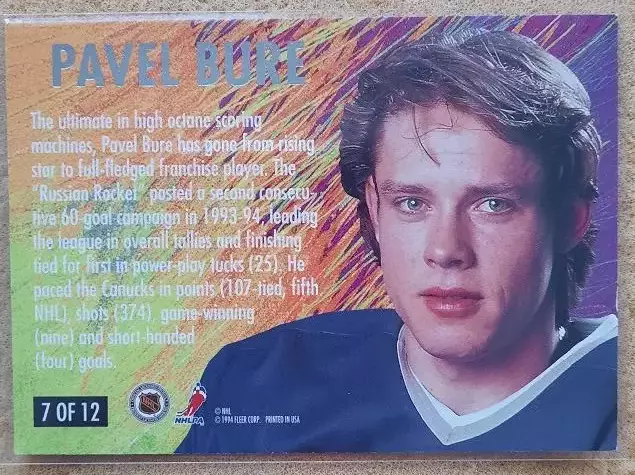 PAVEL BURE
The ultimate in high octane scoring
machines, Pavel Bure has gone from rising
star to full-fledged franchise player. The
"Russian Rocket" posted a second consecu-
tive 60-goal campaign in 1993-94, leading
the league in overall tallies and finishing
tied for first in power-play tucks (25). He
paced the Canucks in points (107-tied, fifth
NHL), shots (374), game-winning
(nine) and short-handed
(four) goals.
7 OF 12
NHL
NHLPA
© NHL
© 1994 FLEER CORP. PRINTED IN USA